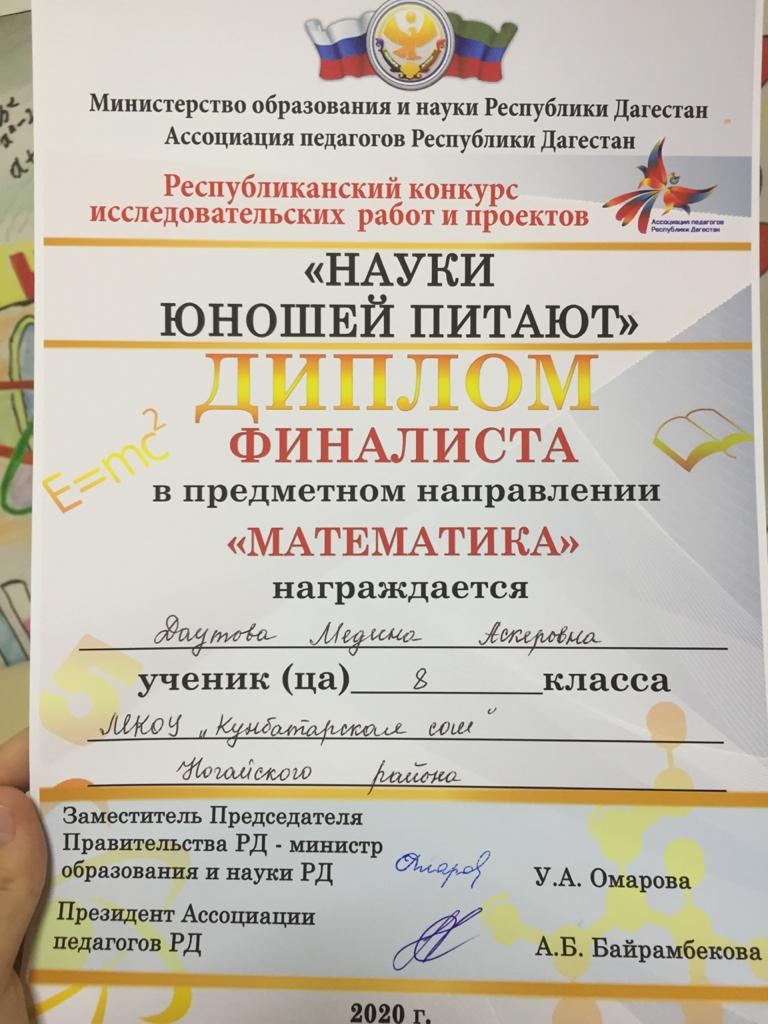 Министерство образования и науки Республики Дагестан
Ассоциация педагогов Республики Дагестан
Республиканский конкурс
исследовательских работ и проектов
Ассоциация педагогов
Республики Дагестан
«НАУКИ
ЮНОШЕЙ ПИТАЮТ»
ДИПЛОМ
ФИНАЛИСТА
E=mc²
в предметном направлении
«МАТЕМАТИКА»
награждается
Даутова Медина Аскеровна
ученик (ца) 8 класса
МКОУ „Кунбатарская сош"
Ногайского района
Заместитель Председателя
Правительства РД - министр
образования и науки РД
У.А. Омарова
Президент Ассоциации
педагогов РД
А.Б. Байрамбекова
2020 г.